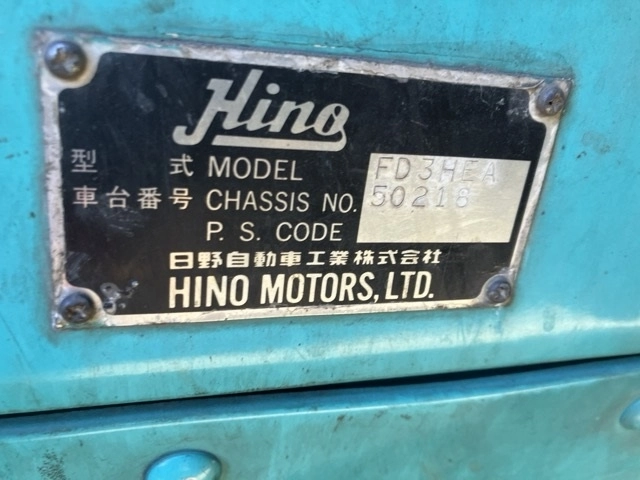 Hino
型 式 MODEL FD3HEA
車台番号 CHASSIS NO. 50218
P. S. CODE
日野自動車工業株式会社
HINO MOTORS, LTD.